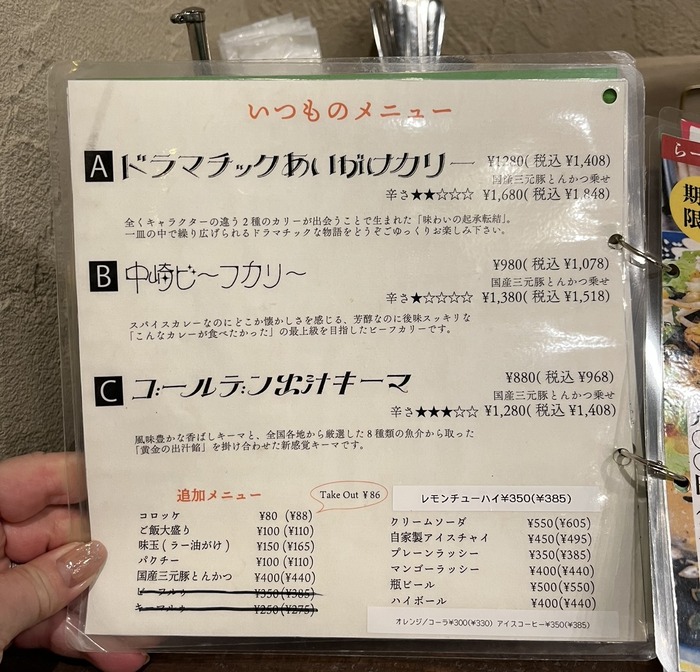 いつものメニュー
A ドラマチックあいがけカリー ¥1280(税込 ¥1,408)
国産三元豚とんかつ乗せ
辛さ★★☆☆☆ ¥1,680(税込 ¥1,848)
全くキャラクターの違う2種のカリーが出会うことで生まれた「味わいの起承転結」。
一皿の中で繰り広げられるドラマチックな物語をどうぞごゆっくりお楽しみ下さい。
B 中崎ビ〜フカリ〜 ¥980(税込 ¥1,078)
国産三元豚とんかつ乗せ
辛さ★☆☆☆☆ ¥1,380(税込 ¥1,518)
スパイスカレーなのにどこか懐かしさを感じる、芳醇なのに後味スッキリな
「こんなカレーが食べたかった」の最上級を目指したビーフカリーです。
C ゴールデン出汁キーマ ¥880(税込 ¥968)
国産三元豚とんかつ乗せ
辛さ★★★☆☆ ¥1,280(税込 ¥1,408)
風味豊かな香ばしキーマと、全国各地から厳選した8種類の魚介から取った
「黄金の出汁餡」を掛け合わせた新感覚キーマです。
追加メニュー
Take Out ¥86
コロッケ ¥80 (¥88)
ご飯大盛り ¥100 (¥110)
味玉(ラー油がけ) ¥150 (¥165)
パクチー ¥100 (¥110)
国産三元豚とんかつ ¥400(¥440)
ビーフルゥ ¥350(¥385)
キーマルゥ ¥250(¥275)
レモンチューハイ¥350(¥385)
クリームソーダ ¥550(¥605)
自家製アイスチャイ ¥450(¥495)
プレーンラッシー ¥350(¥385)
マンゴーラッシー ¥400(¥440)
瓶ビール ¥500(¥550)
ハイボール ¥400(¥440)
オレンジ/コーラ¥300(¥330) アイスコーヒー¥350(¥385)
らー
期
限